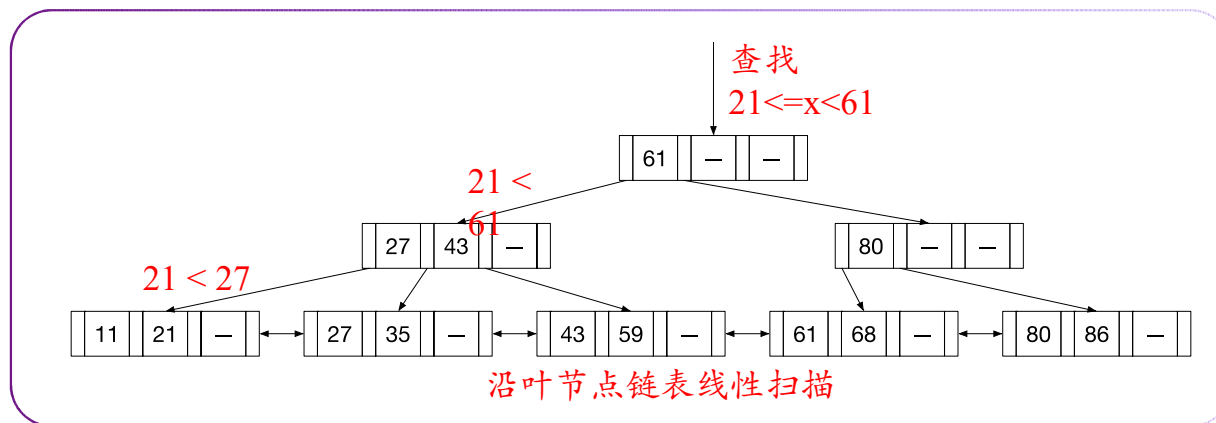 查找
21<=x<61
61 — —
21 <
61
27 43 —
80 — —
21 < 27
11 21 —
27 35 —
43 59 —
61 68 —
80 86 —
沿叶节点链表线性扫描